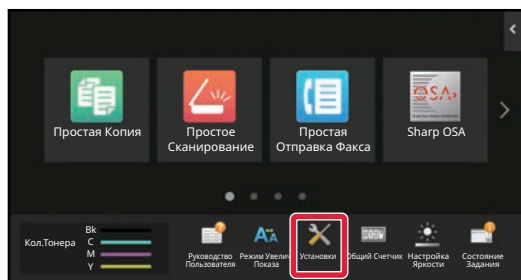 Простая Копия
Простое
Сканирование
Простая
Отправка Факса
Sharp OSA
OSA
Кол.Тонера
Bk
C
M
Y
Руководство
Пользователя
Режим Увелич
Показа
Установки
Общий Счетчик
Настройка
Яркости
Состояние
Задания